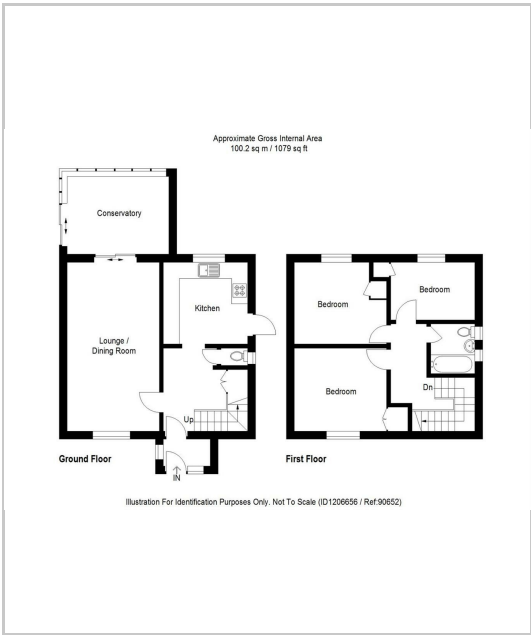 Approximate Gross Internal Area
100.2 sq m / 1079 sq ft
Conservatory
Kitchen
Lounge /
Dining Room
Up
IN
Ground Floor
Bedroom
Bedroom
Bedroom
Dn
First Floor
Illustration For Identification Purposes Only. Not To Scale (ID1206656 / Ref:90652)